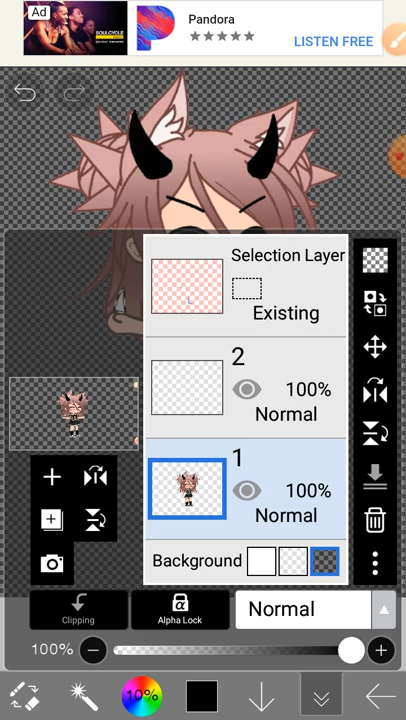 Ad
SOULCYCLE
Pandora
LISTEN FREE
Selection Layer
Existing
2
100%
Normal
1
100%
Normal
Background
Clipping
α
Alpha Lock
Normal
100%
10%